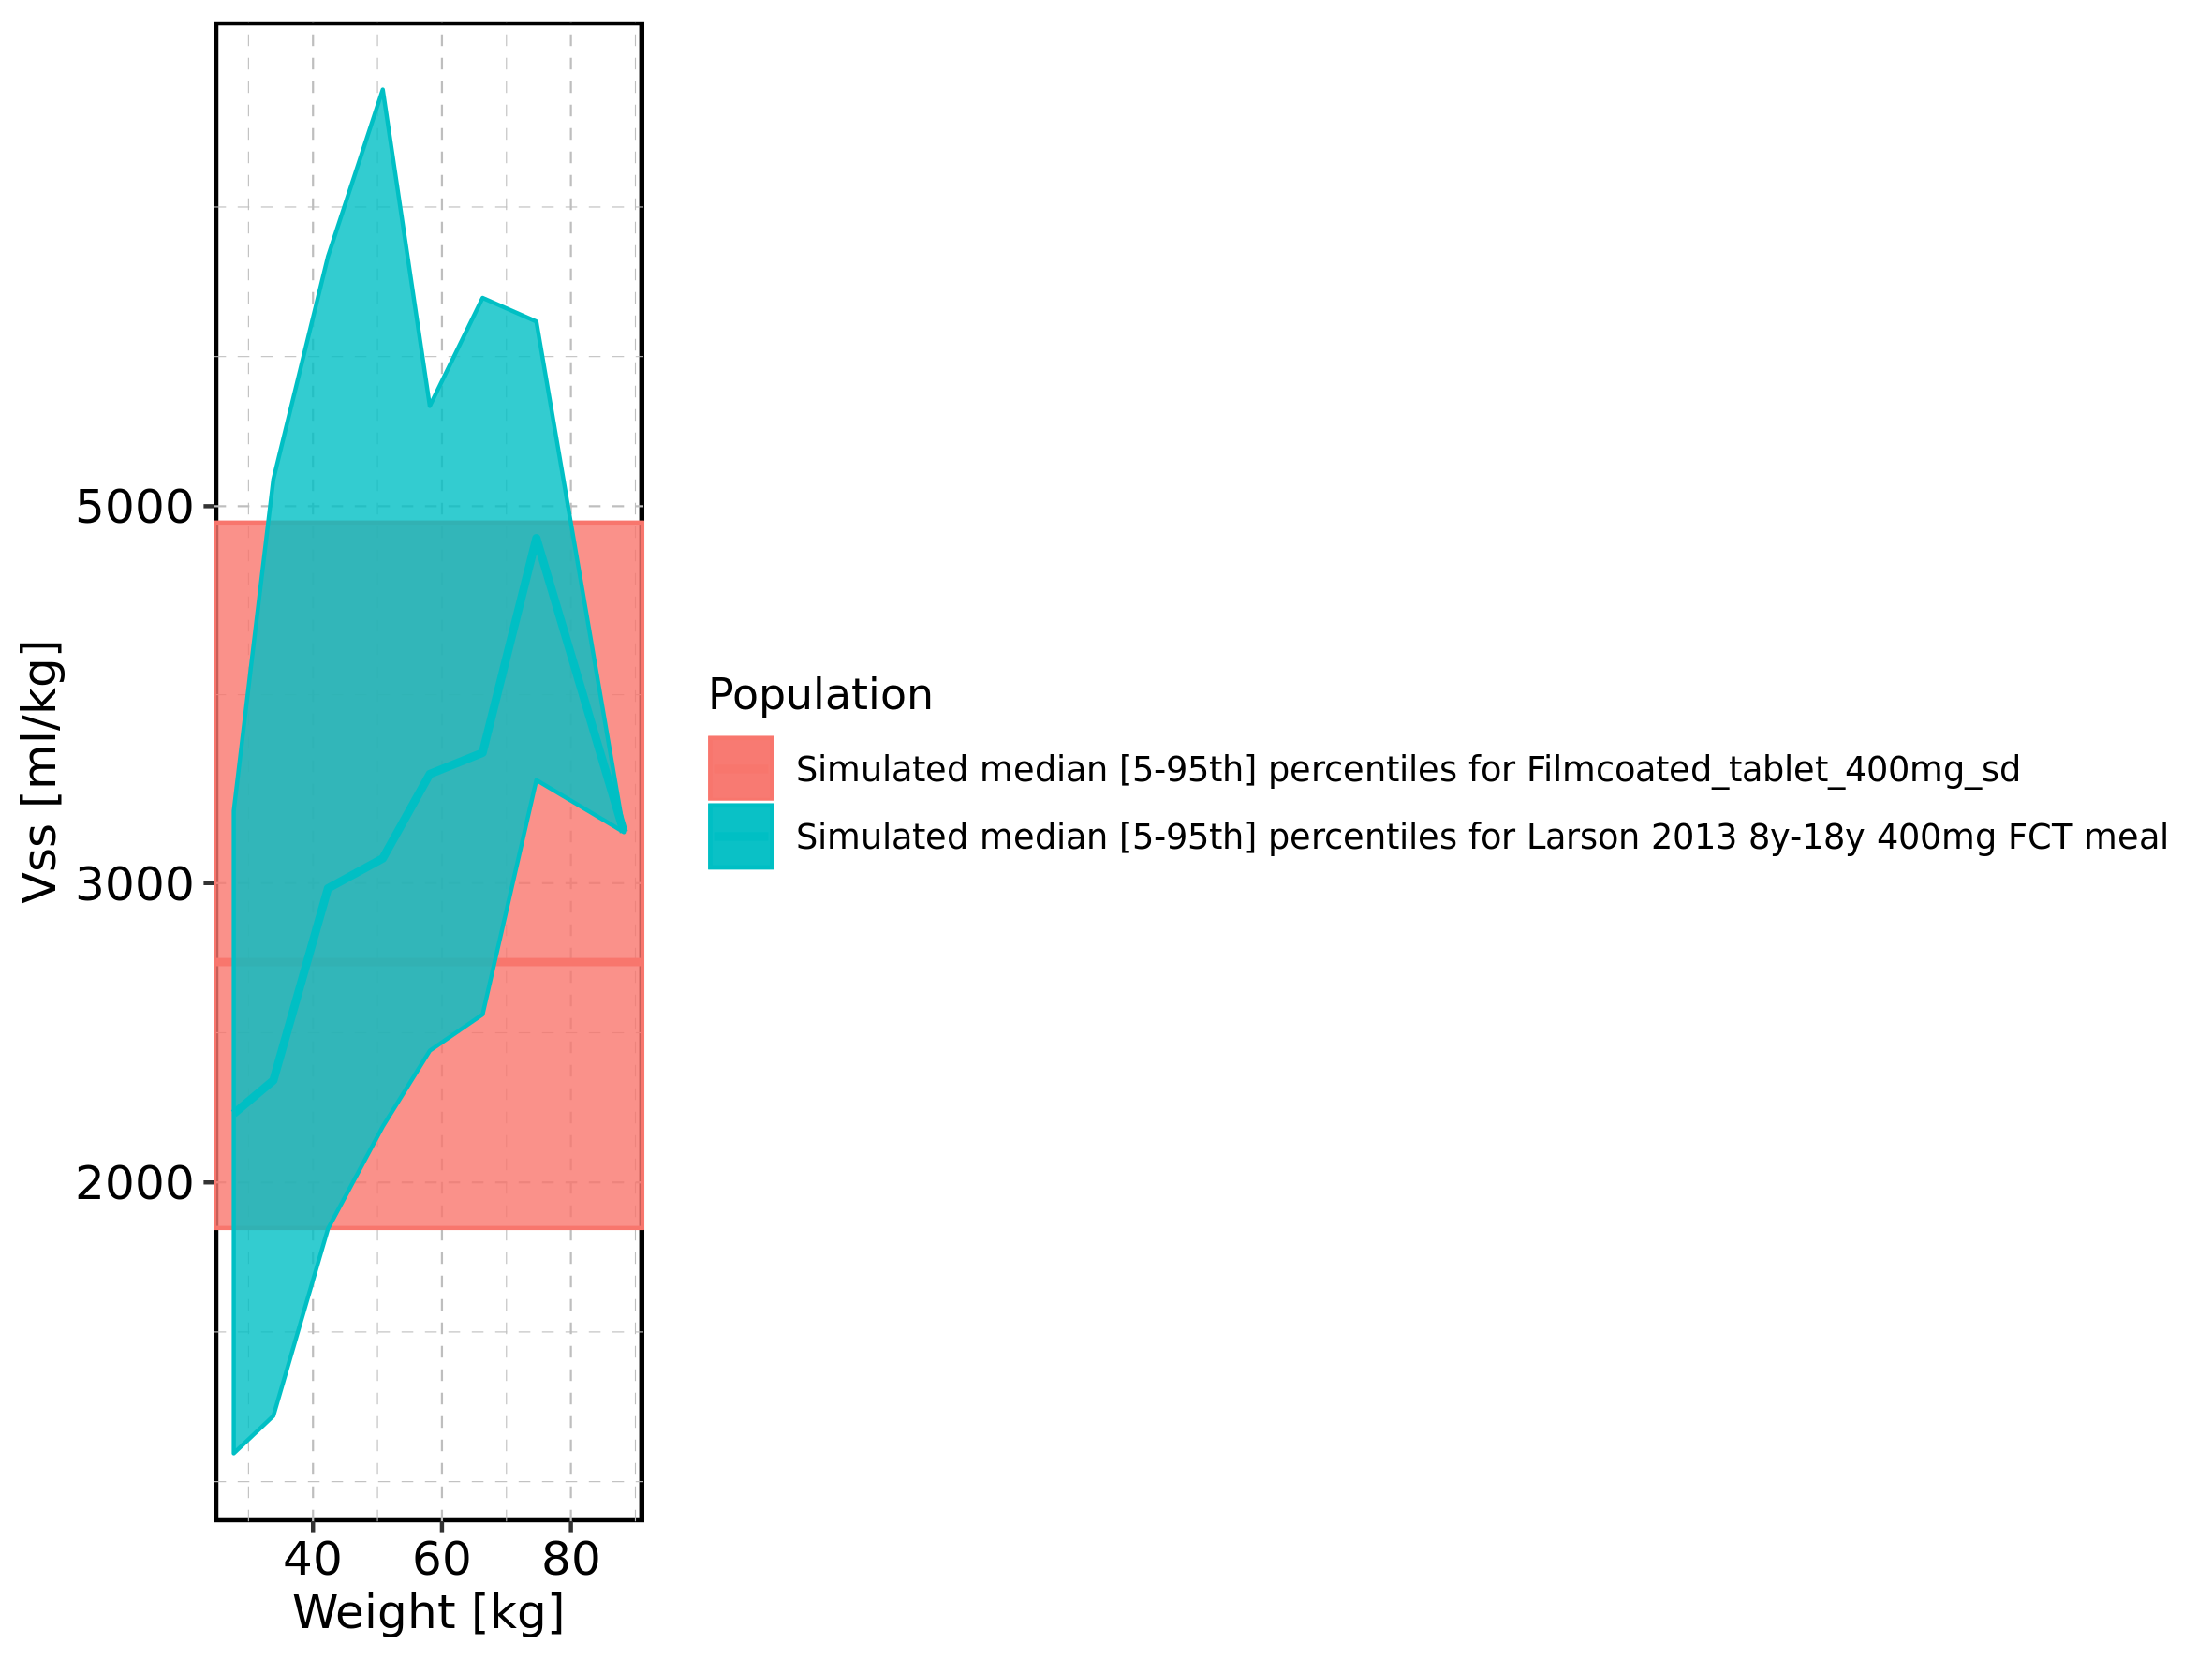 Vss [ml/kg]
5000
3000
2000
40 60 80
Weight [kg]
Population
Simulated median [5-95th] percentiles for Filmcoated_tablet_400mg_sd
Simulated median [5-95th] percentiles for Larson 2013 8y-18y 400mg FCT meal